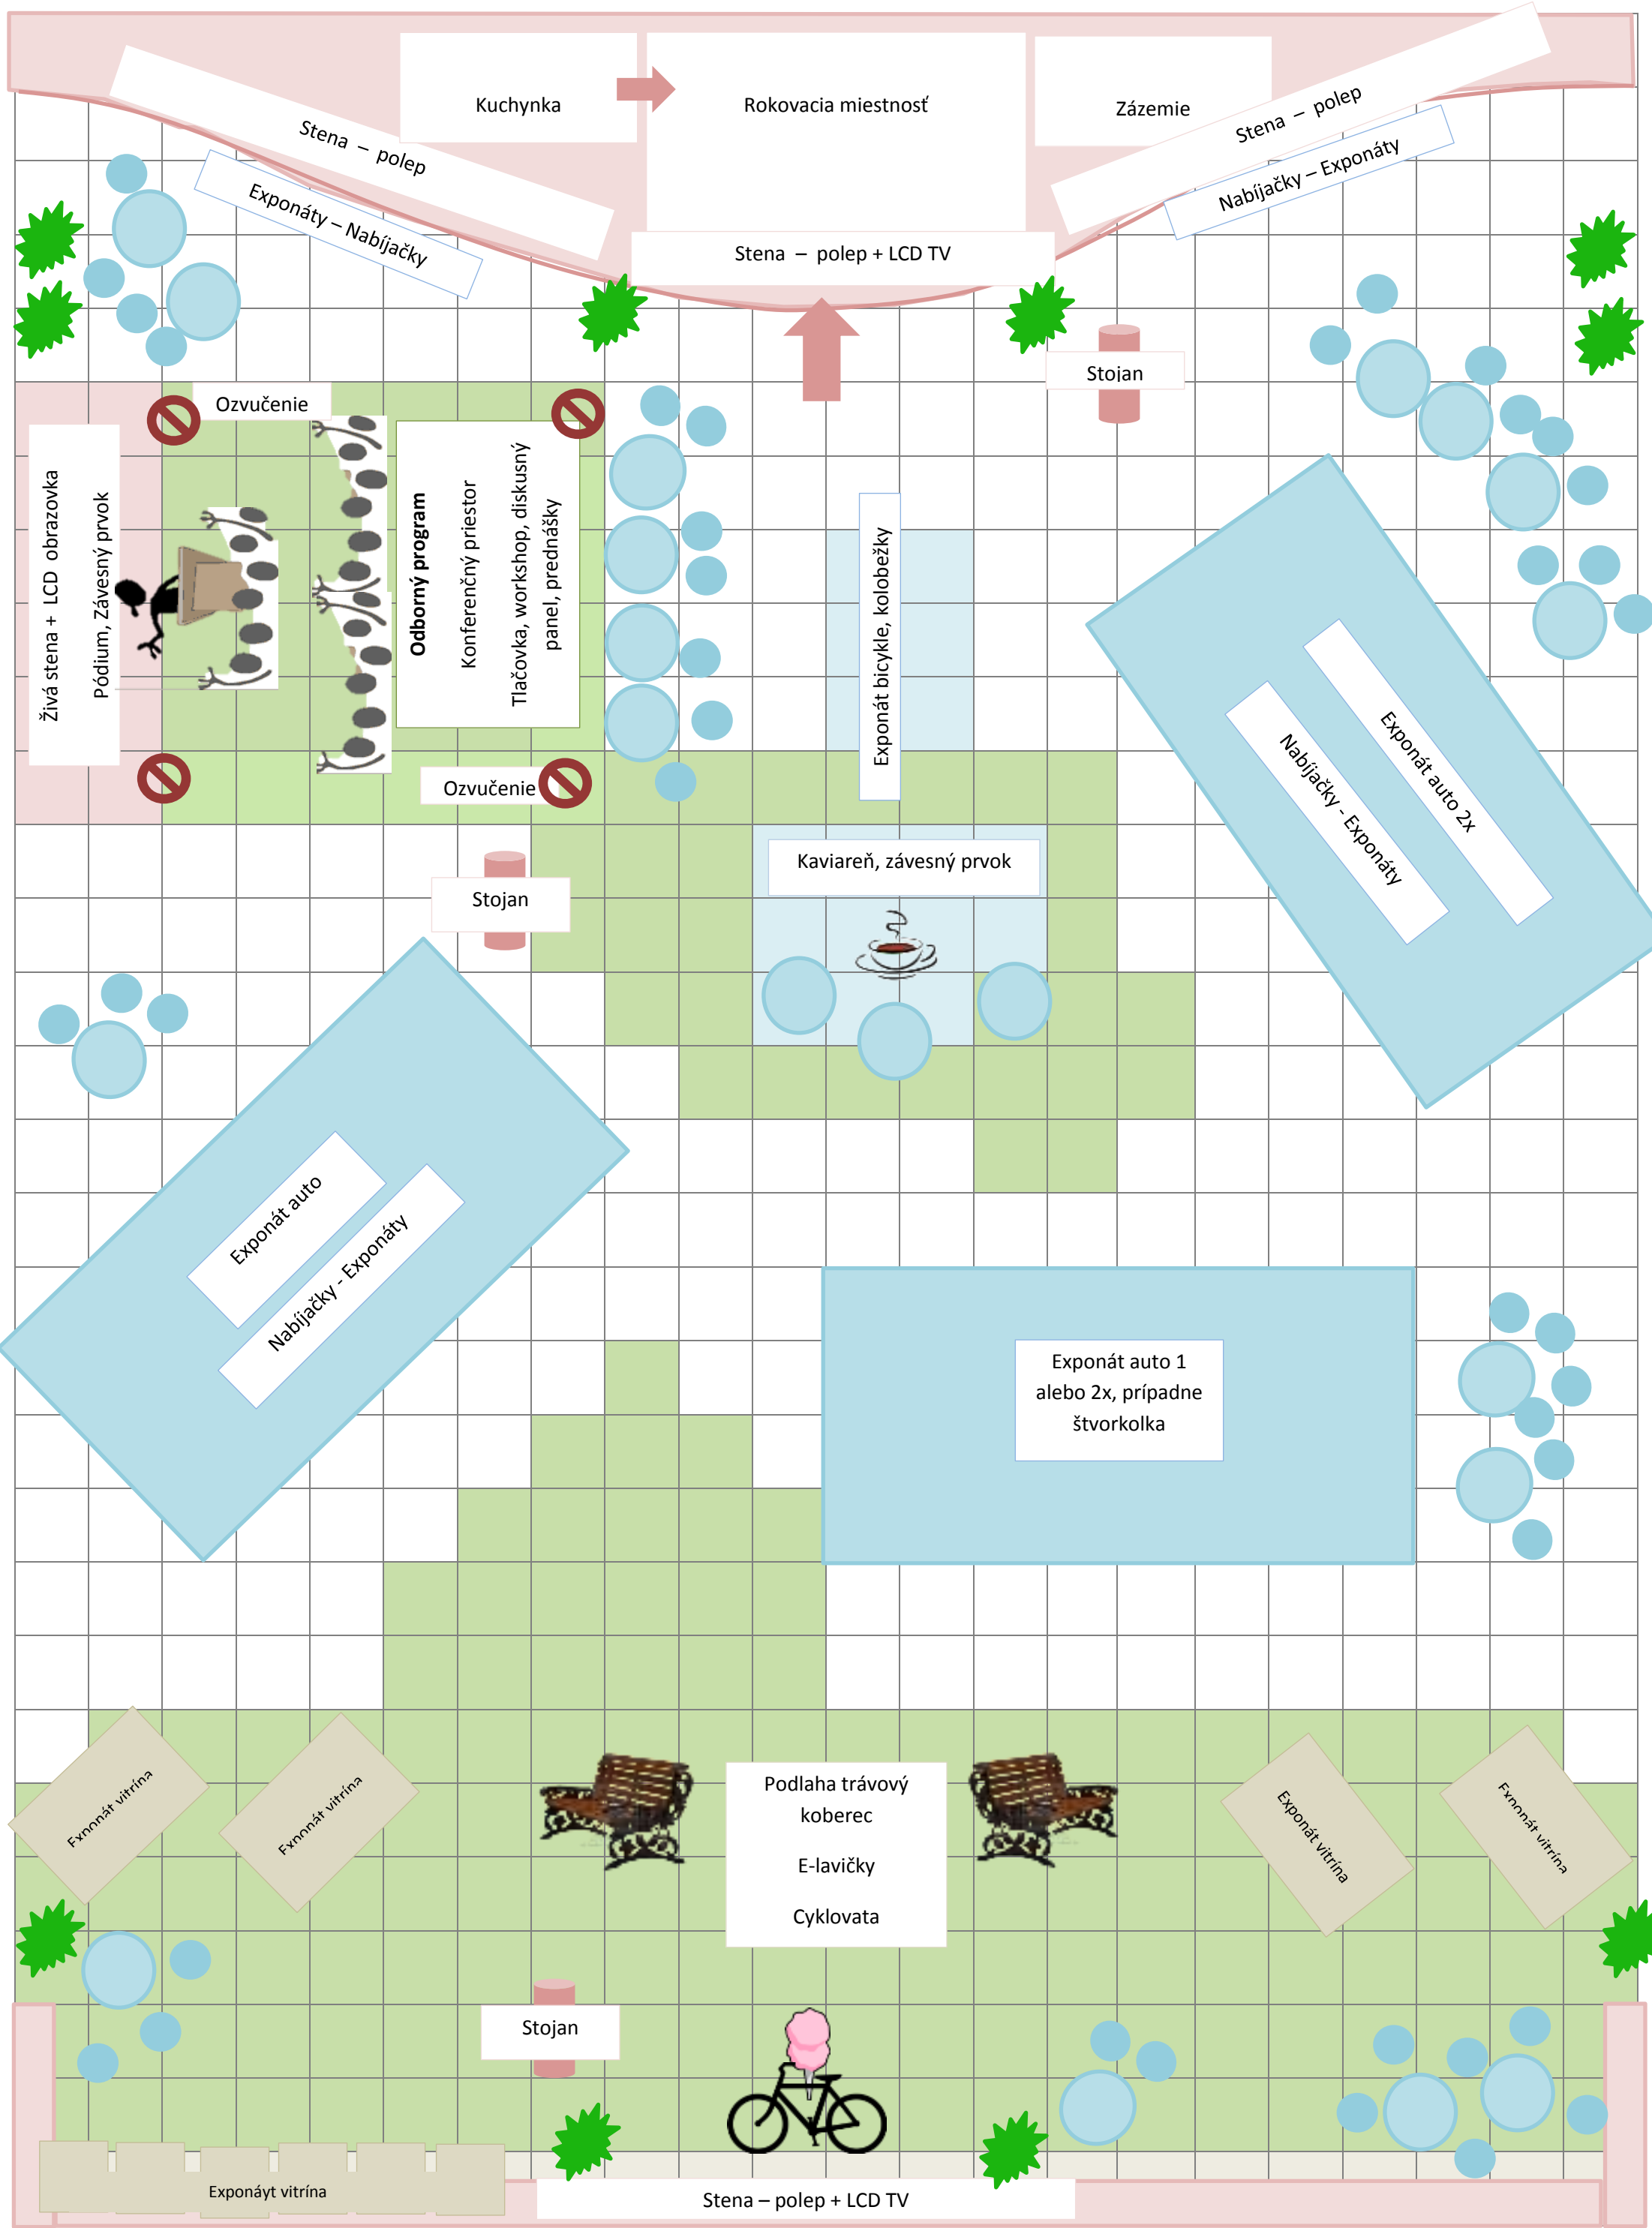 Kuchynka
Rokovacia miestnosť
Zázemie
Stena – polep
Stena – polep
Exponáty – Nabíjačky
Nabíjačky – Exponáty
Stena – polep + LCD TV
Stojan
Ozvučenie
Živá stena + LCD obrazovka
Pódium, Závesný prvok
Odborný program
Konferenčný priestor
Tlačovka, workshop, diskusný
panel, prednášky
Exponát bicykle, kolobežky
Exponát auto 2x
Nabíjačky - Exponáty
Ozvučenie
Kaviareň, závesný prvok
Stojan
Exponát auto
Nabíjačky - Exponáty
Exponát auto 1
alebo 2x, prípadne
štvorkolka
Exponát vitrína
Exponát vitrína
Podlaha trávový
koberec
E-lavičky
Cyklovata
Exponát vitrína
Exponát vitrína
Stojan
Exponáyt vitrína
Stena – polep + LCD TV